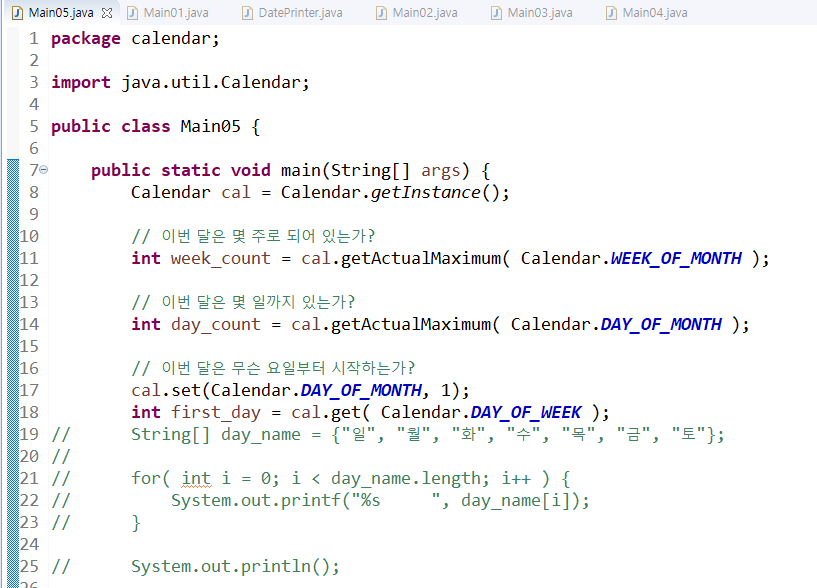 Main05.java Main01.java DatePrinter.java Main02.java Main03.java Main04.java
1 package calendar;
2
3 import java.util.Calendar;
4
5 public class Main05 {
6
7 public static void main(String[] args) {
8 Calendar cal = Calendar.getInstance();
9
10 // 이번 달은 몇 주로 되어 있는가?
11 int week_count = cal.getActualMaximum( Calendar.WEEK_OF_MONTH );
12
13 // 이번 달은 몇 일까지 있는가?
14 int day_count = cal.getActualMaximum( Calendar.DAY_OF_MONTH );
15
16 // 이번 달은 무슨 요일부터 시작하는가?
17 cal.set(Calendar.DAY_OF_MONTH, 1);
18 int first_day = cal.get( Calendar.DAY_OF_WEEK );
19 // String[] day_name = {"일", "월", "화", "수", "목", "금", "토"};
20 //
21 // for( int i = 0; i < day_name.length; i++ ) {
22 // System.out.printf("%s     ", day_name[i]);
23 // }
24
25 // System.out.println();
26